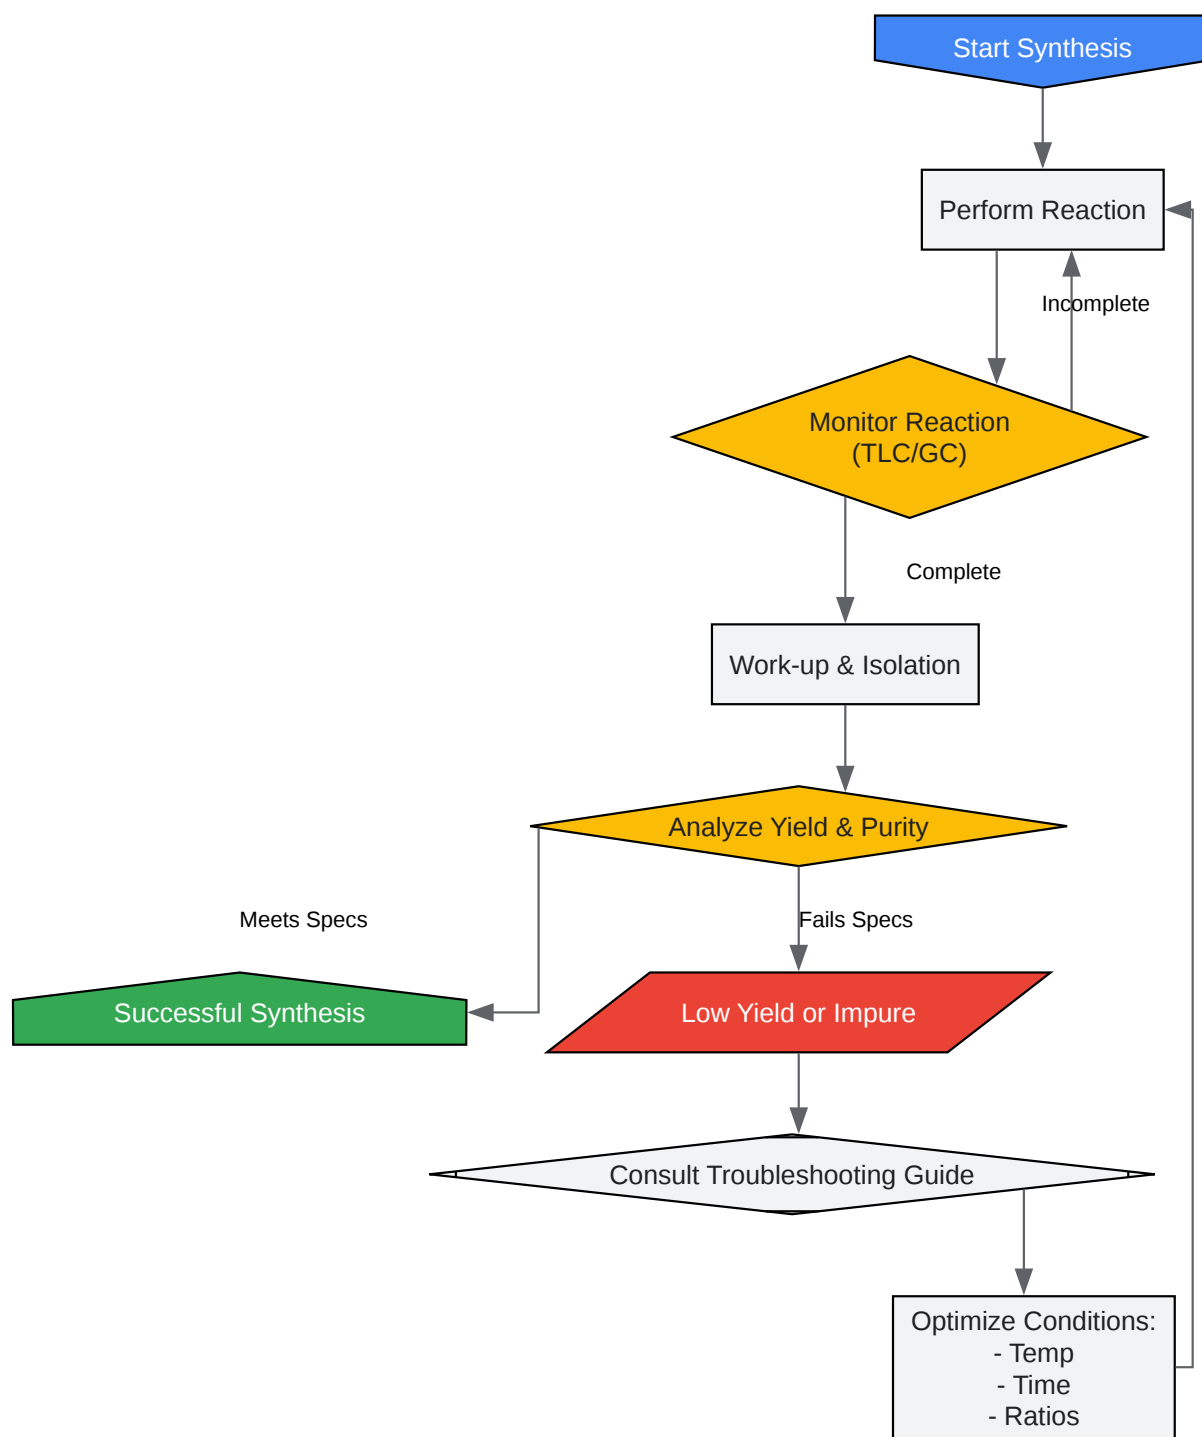 Start Synthesis
Perform Reaction
Incomplete
Monitor Reaction
(TLC/GC)
Complete
Work-up & Isolation
Analyze Yield & Purity
Meets Specs
Fails Specs
Successful Synthesis
Low Yield or Impure
Consult Troubleshooting Guide
Optimize Conditions:
- Temp
- Time
- Ratios